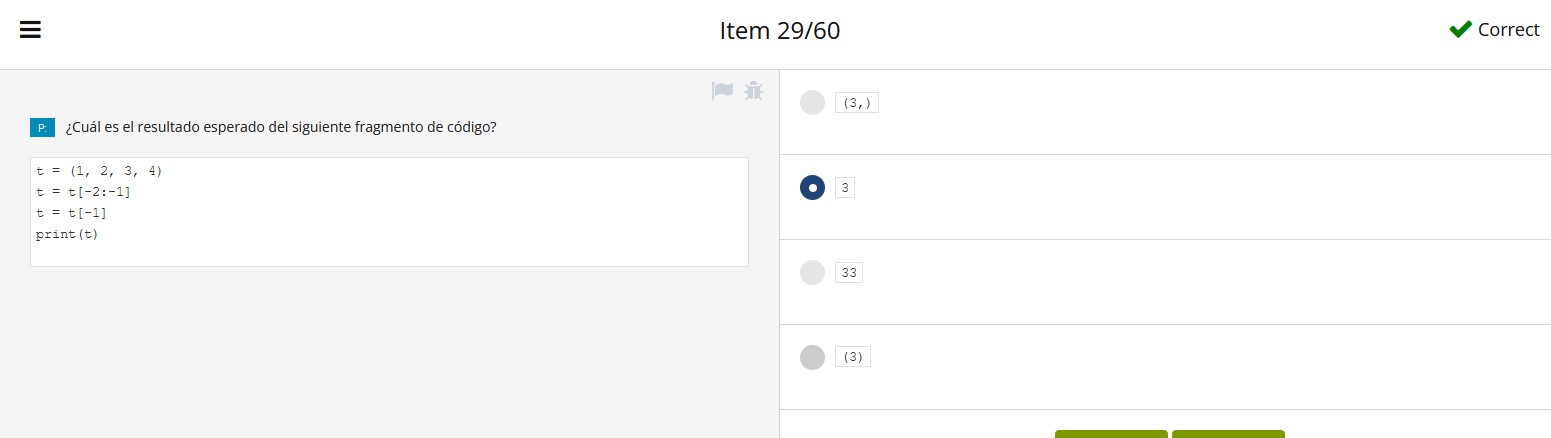 Item 29/60
Correct
P: ¿Cuál es el resultado esperado del siguiente fragmento de código?
t = (1, 2, 3, 4)
t = t[-2:-1]
t = t[-1]
print(t)
(3,)
3
33
(3)